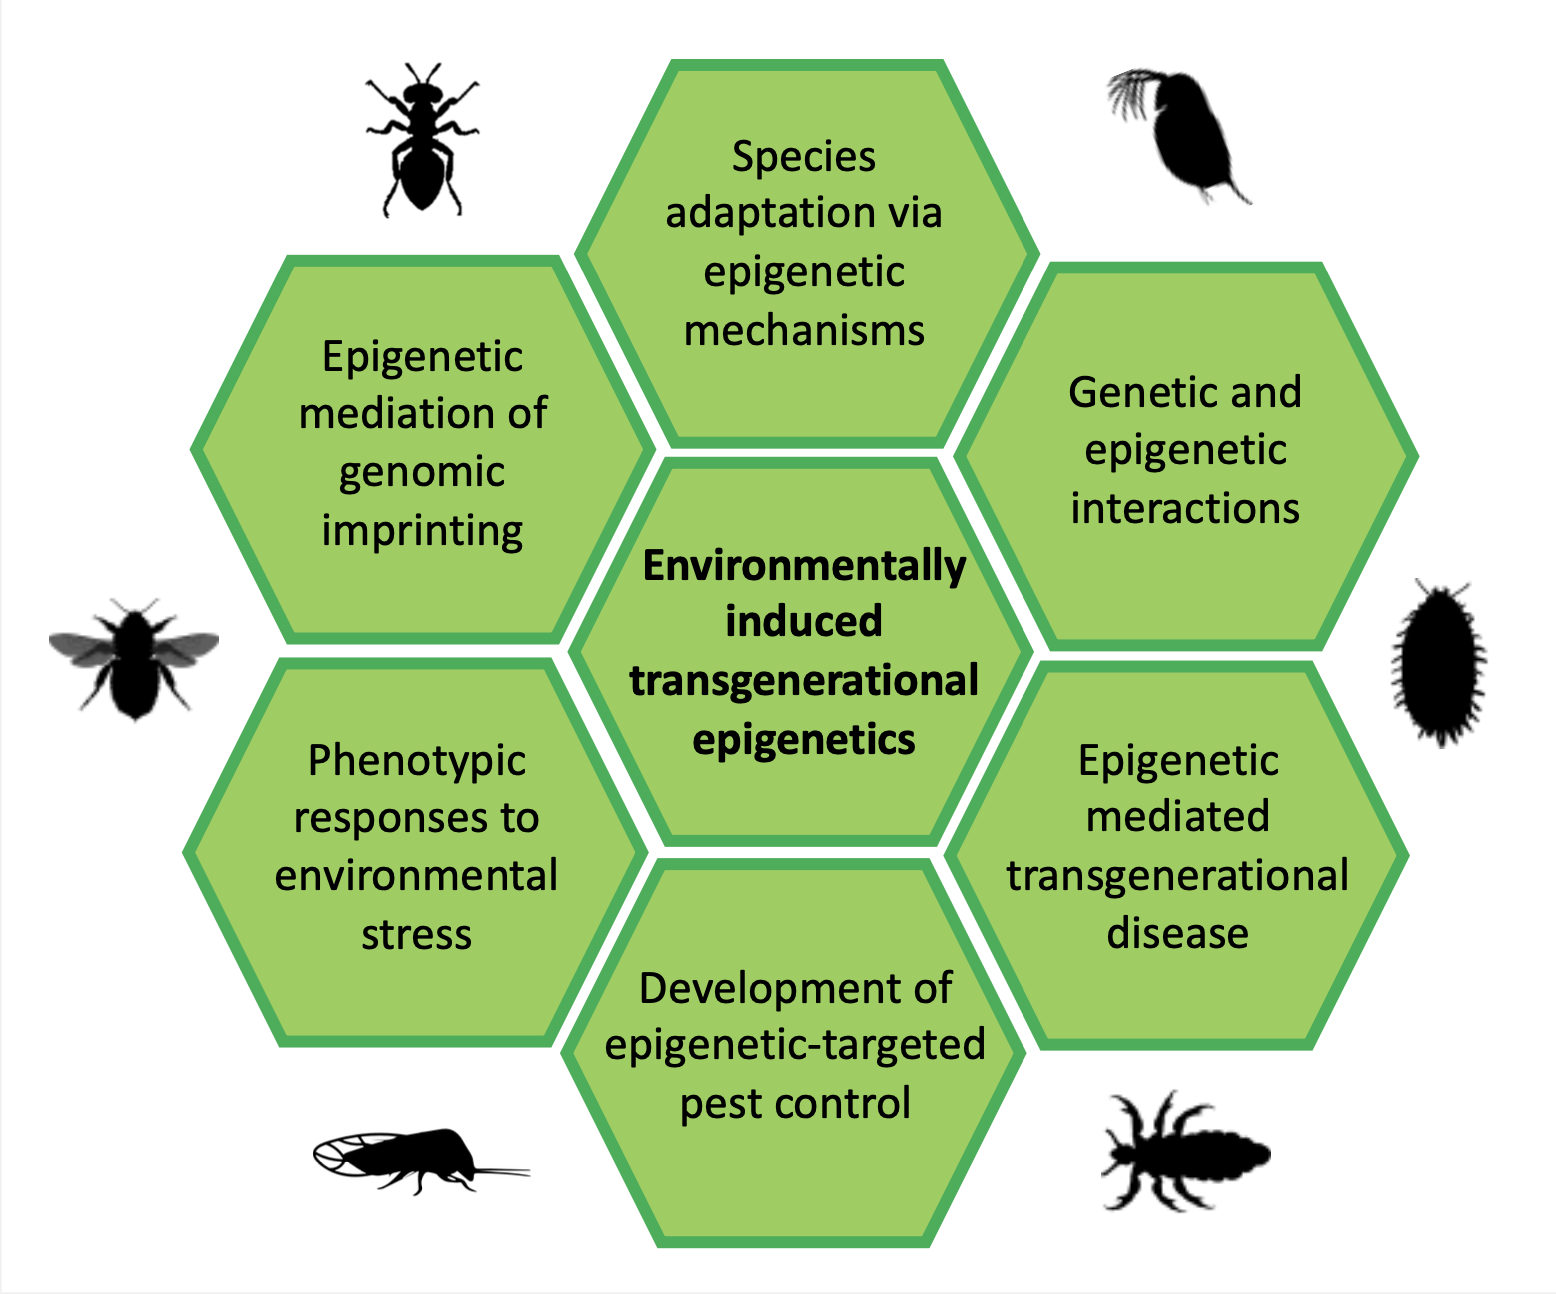 Species
adaptation via
epigenetic
mechanisms
Epigenetic
mediation of
genomic
imprinting
Genetic and
epigenetic
interactions
Environmentally
induced
transgenerational
epigenetics
Phenotypic
responses to
environmental
stress
Epigenetic
mediated
transgenerational
disease
Development of
epigenetic-targeted
pest control